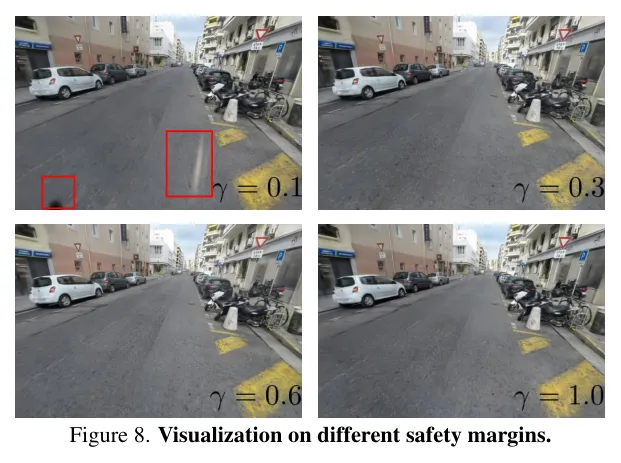 γ = 0.1
γ = 0.3
γ = 0.6
γ = 1.0
Figure 8. Visualization on different safety margins.